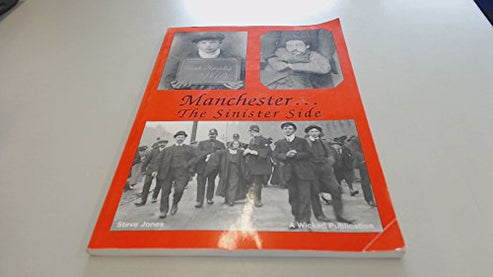 Manchester...
The Sinister Side
Steve Jones
A Wicked Publication